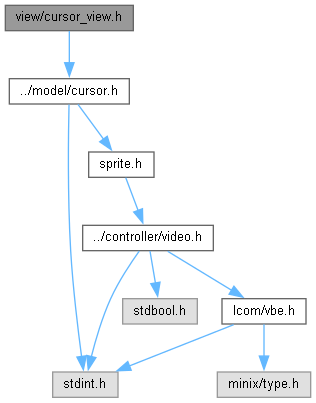 view/cursor_view.h
../model/cursor.h
sprite.h
../controller/video.h
stdbool.h
lcom/vbe.h
stdint.h
minix/type.h